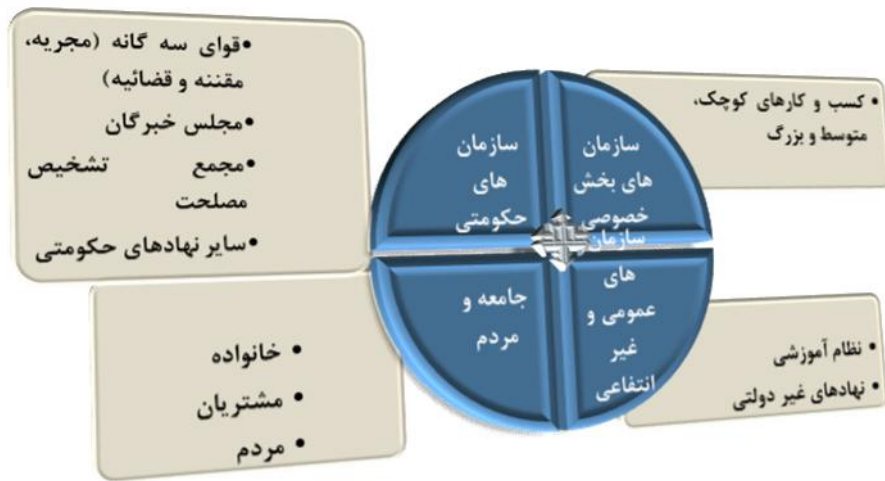 •قوای سه گانه (مجریه،
مقننه و قضائیه)
•مجلس خبرگان
•مجمع تشخیص
مصلحت
•سایر نهادهای حکومتی
• کسب و کارهای کوچک،
متوسط و بزرگ
سازمان
های
حکومتی
سازمان
های بخش
خصوصی
جامعه و
مردم
سازمان
های
عمومی و
غیر
انتفاعی
• خانواده
• مشتریان
• مردم
• نظام آموزشی
• نهادهای غیر دولتی